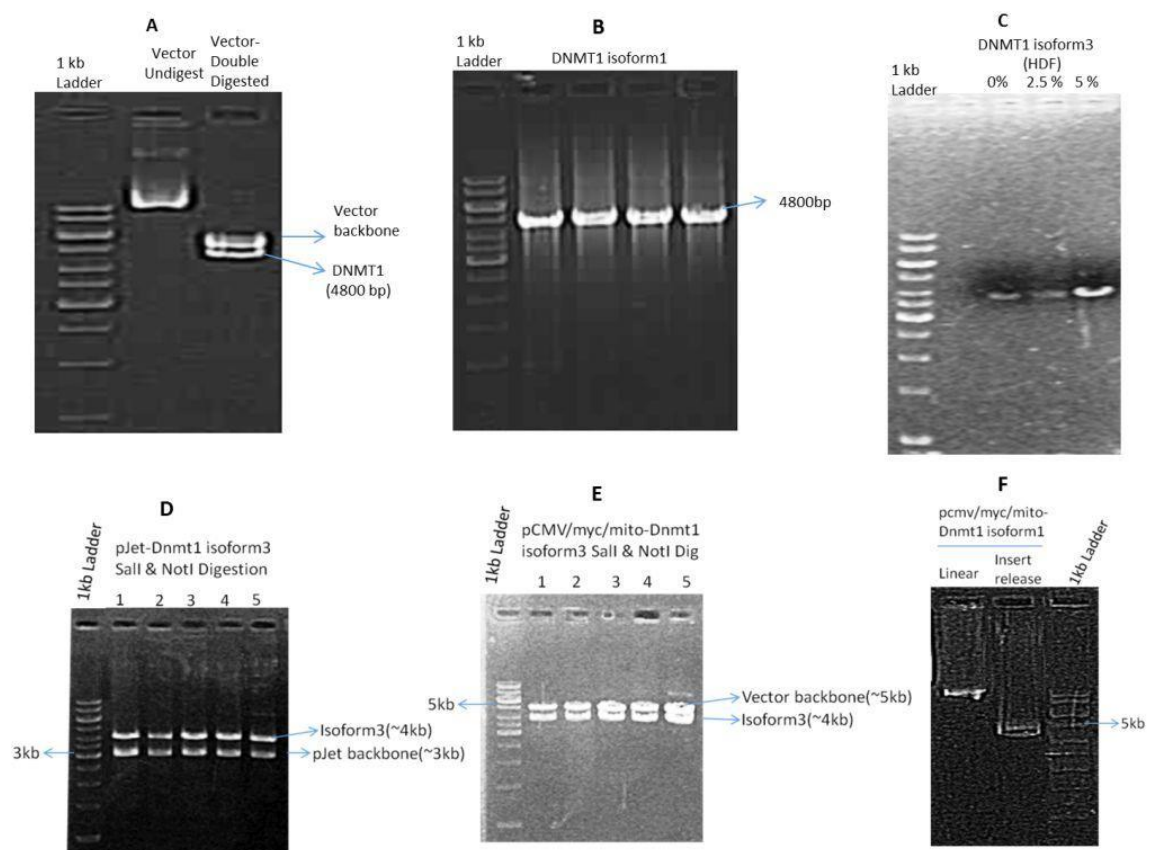 A
1 kb
Ladder
Vector
Undigest
Vector-
Double
Digested
Vector
backbone
DNMT1
(4800 bp)
B
1 kb
Ladder
DNMT1 isoform1
4800bp
C
DNMT1 isoform3
(HDF)
1 kb
Ladder
0% 2.5 % 5 %
D
1kb Ladder
pJet-Dnmt1 isoform3
SalI & NotI Digestion
1 2 3 4 5
3kb
Isoform3(~4kb)
pJet backbone(~3kb)
E
1kb Ladder
pCMV/myc/mito-Dnmt1
isoform3 SalI & NotI Dig
1 2 3 4 5
5kb
Vector backbone(~5kb)
Isoform3(~4kb)
F
pcmv/myc/mito-
Dnmt1 isoform1
Linear
Insert
release
1kb Ladder
5kb